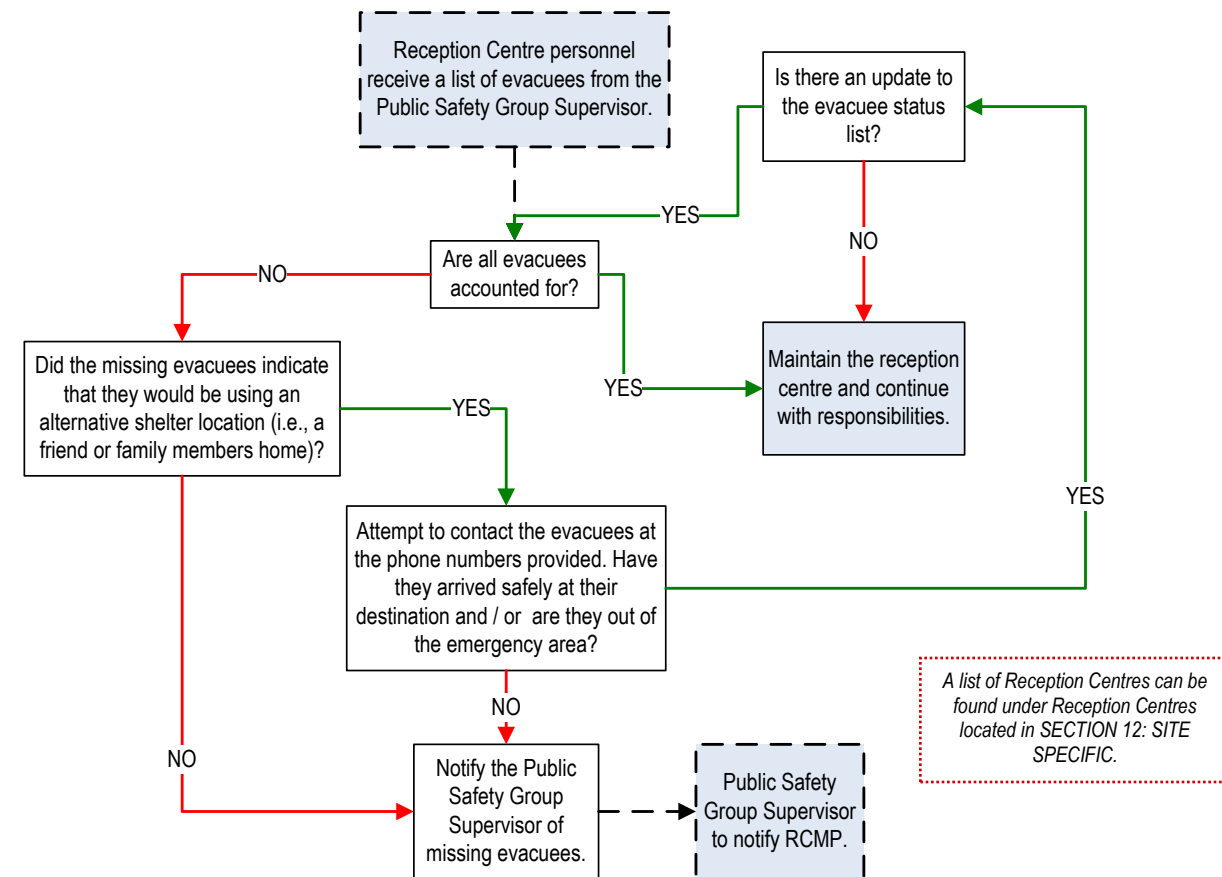 Reception Centre personnel
receive a list of evacuees from the
Public Safety Group Supervisor.
Is there an update to
the evacuee status
list?
YES
NO
Are all evacuees
accounted for?
NO
YES
Maintain the reception
centre and continue
with responsibilities.
Did the missing evacuees indicate
that they would be using an
alternative shelter location (i.e., a
friend or family members home)?
YES
YES
Attempt to contact the evacuees at
the phone numbers provided. Have
they arrived safely at their
destination and / or are they out of
the emergency area?
NO
NO
A list of Reception Centres can be
found under Reception Centres
located in SECTION 12: SITE
SPECIFIC.
Notify the Public
Safety Group
Supervisor of
missing evacuees.
Public Safety
Group Supervisor
to notify RCMP.